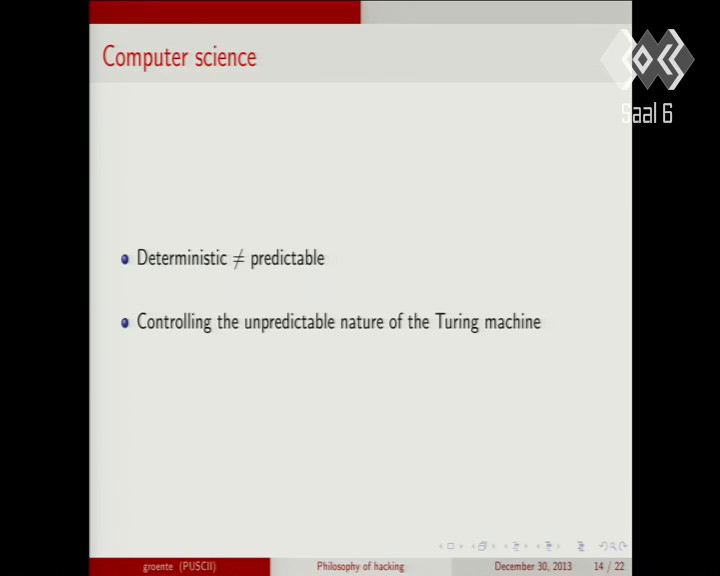 Computer science
Saal 6
Deterministic ≠ predictable
Controlling the unpredictable nature of the Turing machine
groente (PUSCII)
Philosophy of hacking
December 30, 2013
14 / 22